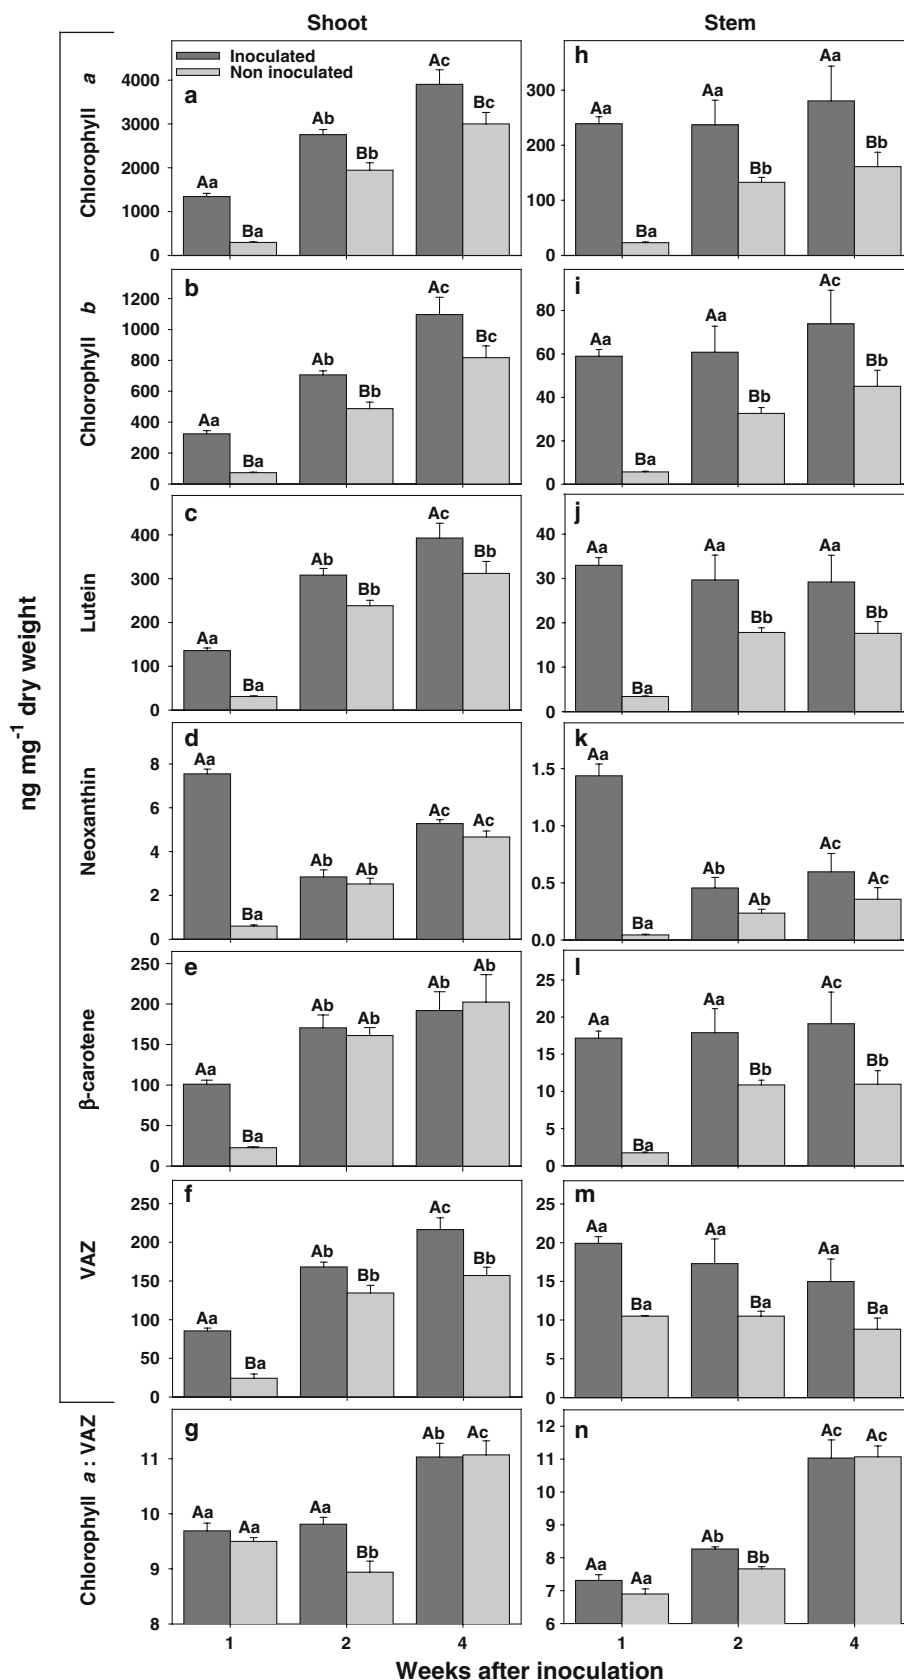 Shoot
Stem
ng mg-1 dry weight
Chlorophyll a
Inoculated
Non inoculated
a
4000
3000
2000
1000
0
Aa
Ba
Ab
Bb
Ac
Bc
h
300
200
100
0
Aa
Ba
Aa
Bb
Aa
Bb
Chlorophyll b
b
1200
1000
800
600
400
200
0
Aa
Ba
Ab
Bb
Ac
Bc
i
80
60
40
20
0
Aa
Ba
Aa
Bb
Ac
Bb
Lutein
c
400
300
200
100
0
Aa
Ba
Ab
Bb
Ac
Bb
j
40
30
20
10
0
Aa
Ba
Aa
Bb
Aa
Bb
Neoxanthin
d
8
6
4
2
0
Aa
Ba
Ab
Ab
Ac
Ac
k
1.5
1.0
0.5
0.0
Aa
Ba
Ab
Ab
Ac
Ac
β-carotene
e
250
200
150
100
50
0
Aa
Ba
Ab
Ab
Ab
Ab
l
25
20
15
10
5
0
Aa
Ba
Aa
Bb
Ac
Bb
VAZ
f
250
200
150
100
50
0
Aa
Ba
Ab
Bb
Ac
Bb
m
25
20
15
10
5
0
Aa
Ba
Aa
Ba
Aa
Ba
Chlorophyll a : VAZ
g
11
10
9
8
Aa
Aa
Aa
Bb
Ab
Ac
n
12
11
10
9
8
7
6
Aa
Aa
Ab
Bb
Ac
Ac
1 2 4
1 2 4
Weeks after inoculation